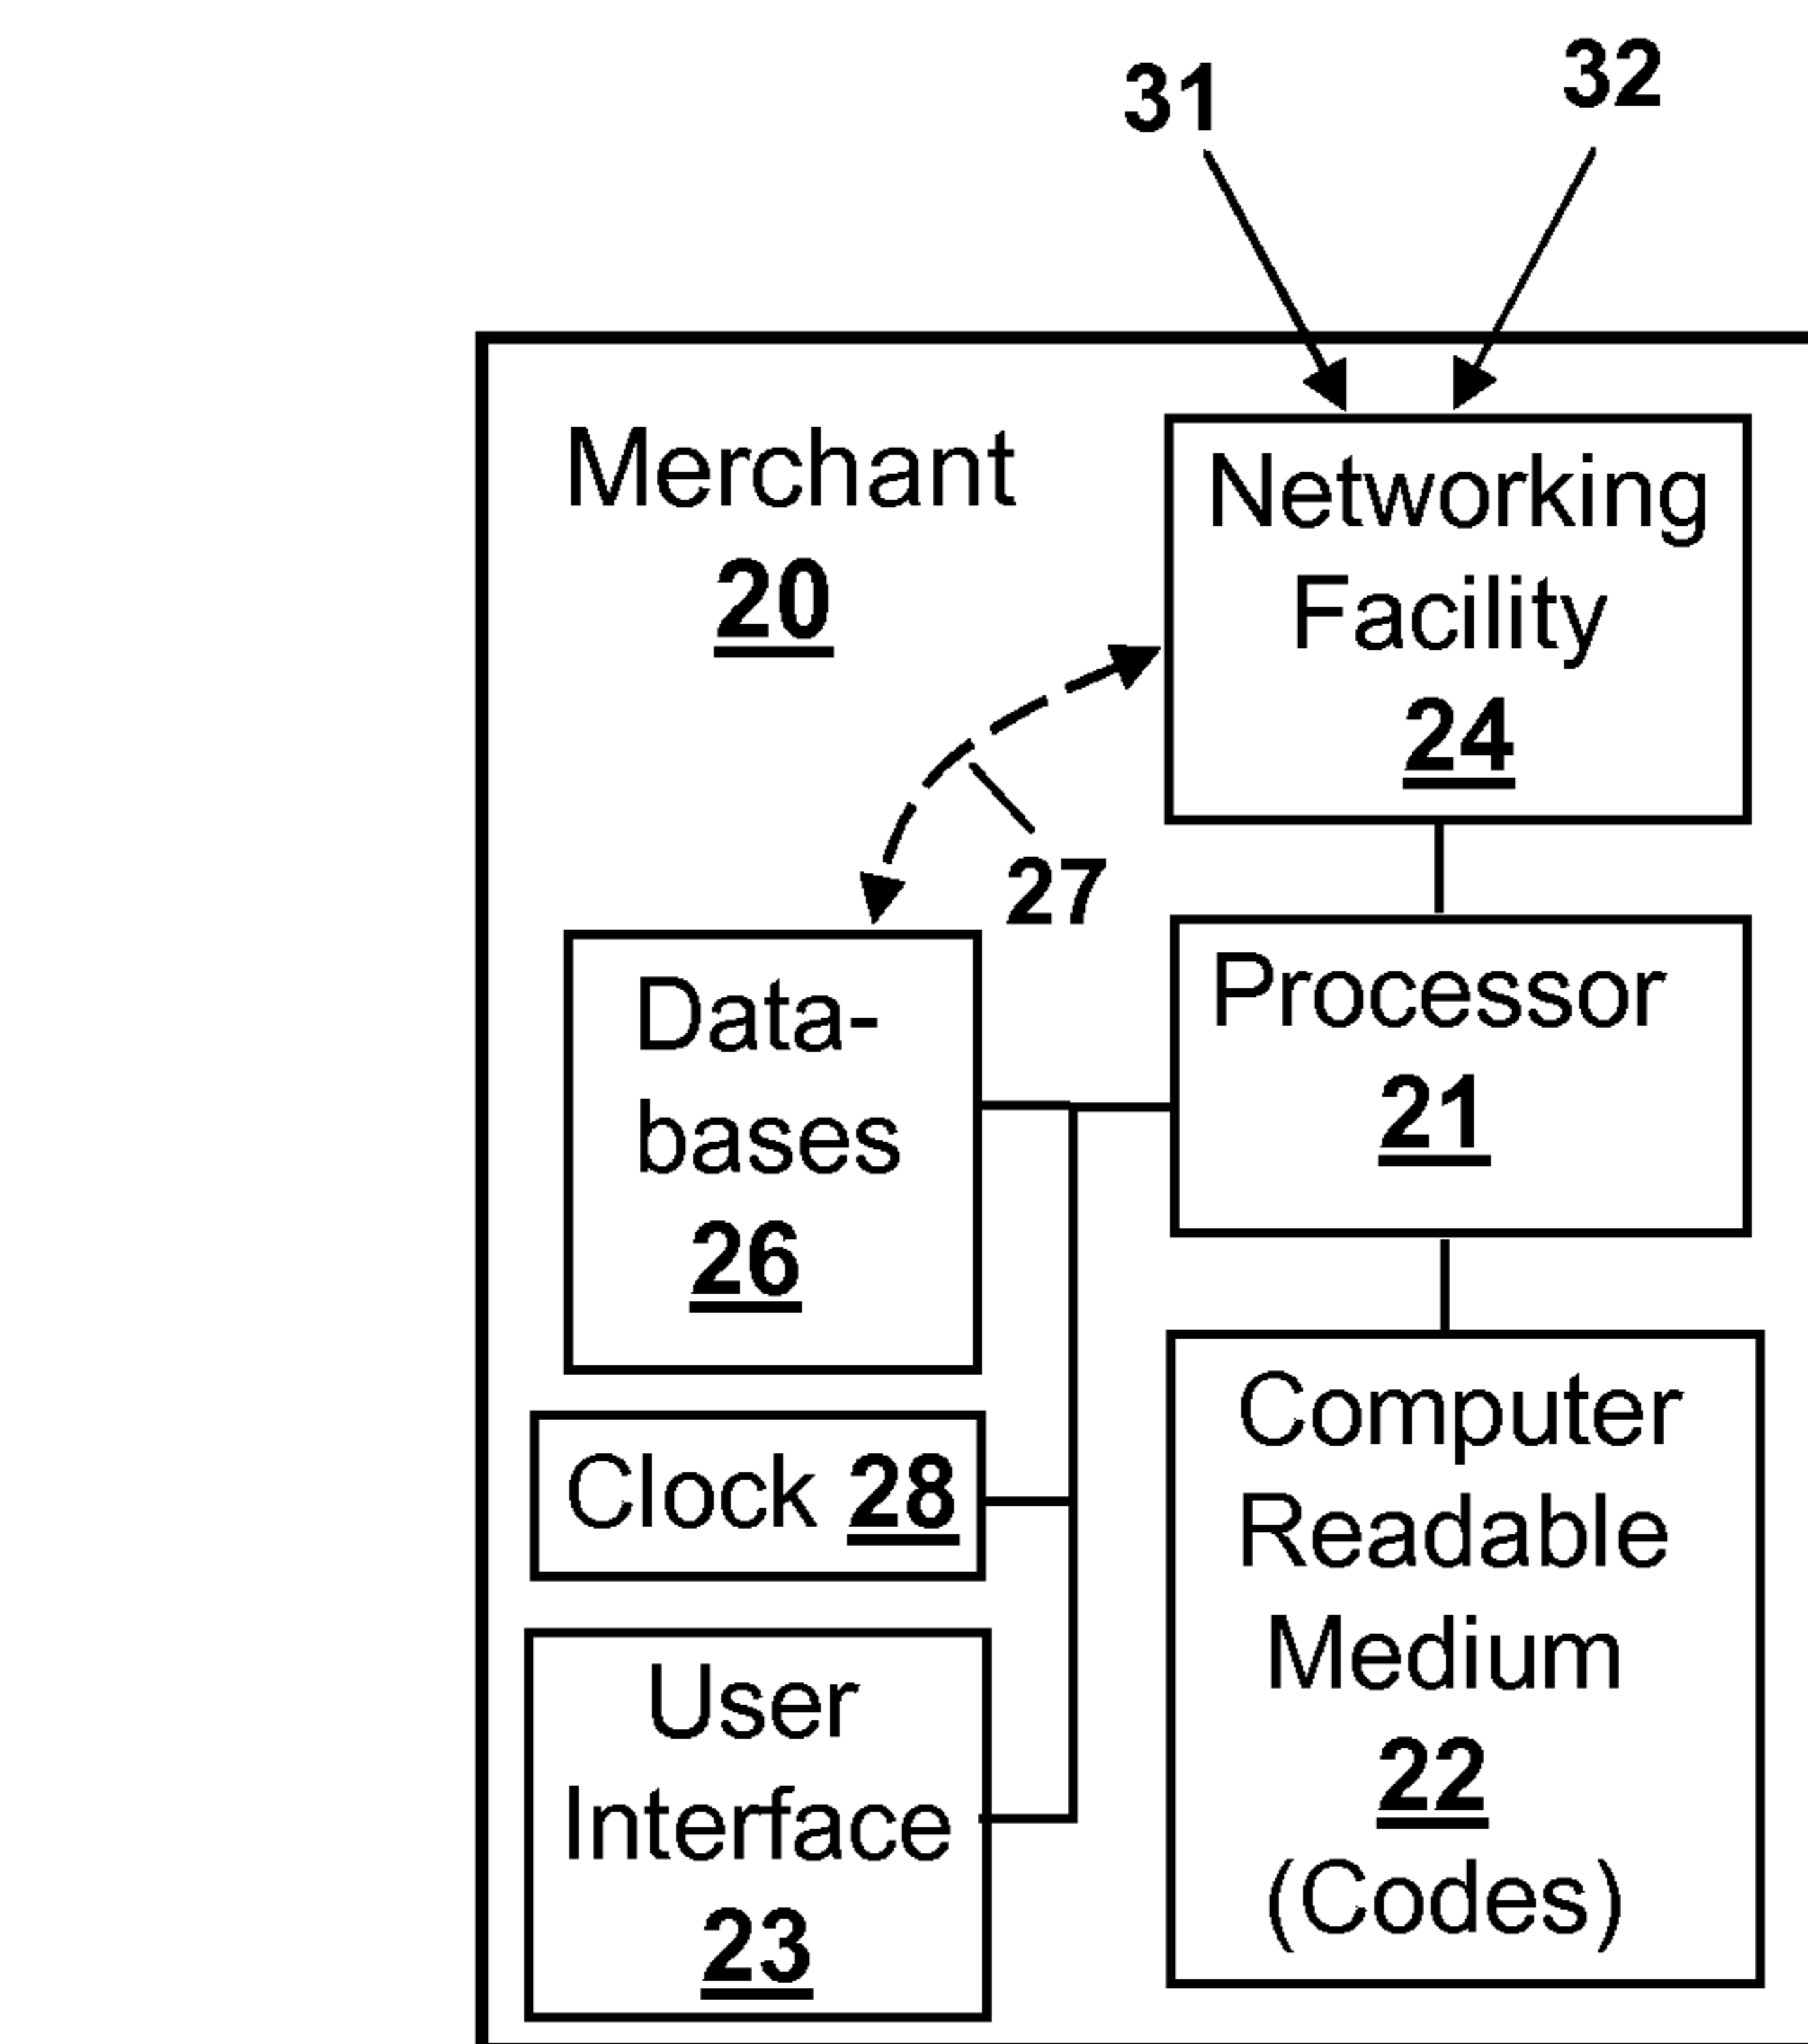 31
32
Merchant
20
Networking
Facility
24
27
Data-
bases
26
Processor
21
Clock 28
User
Interface
23
Computer
Readable
Medium
22
(Codes)